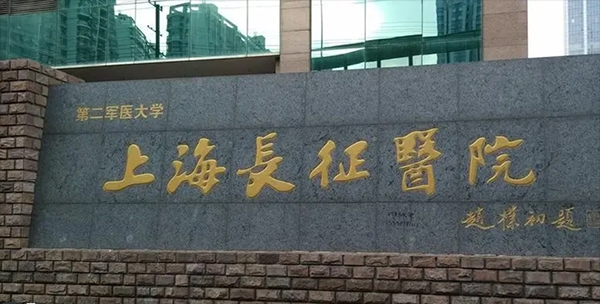 第二军医大学
上海長征醫院
趙樸初題